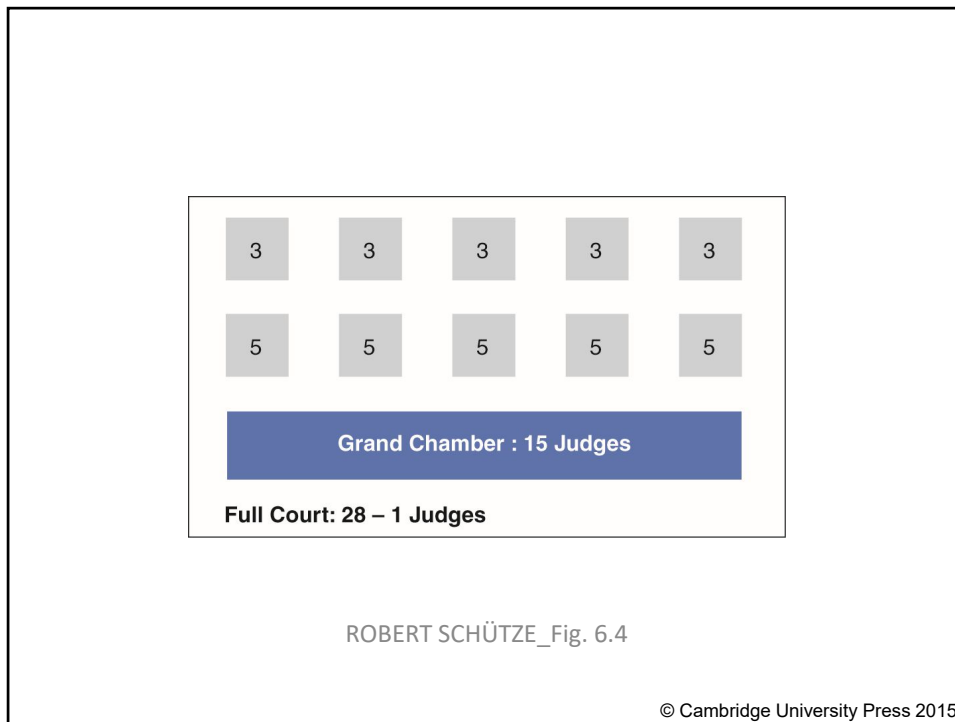 3 3 3 3 3
5 5 5 5 5
Grand Chamber : 15 Judges
Full Court: 28 – 1 Judges
ROBERT SCHÜTZE_Fig. 6.4
© Cambridge University Press 2015